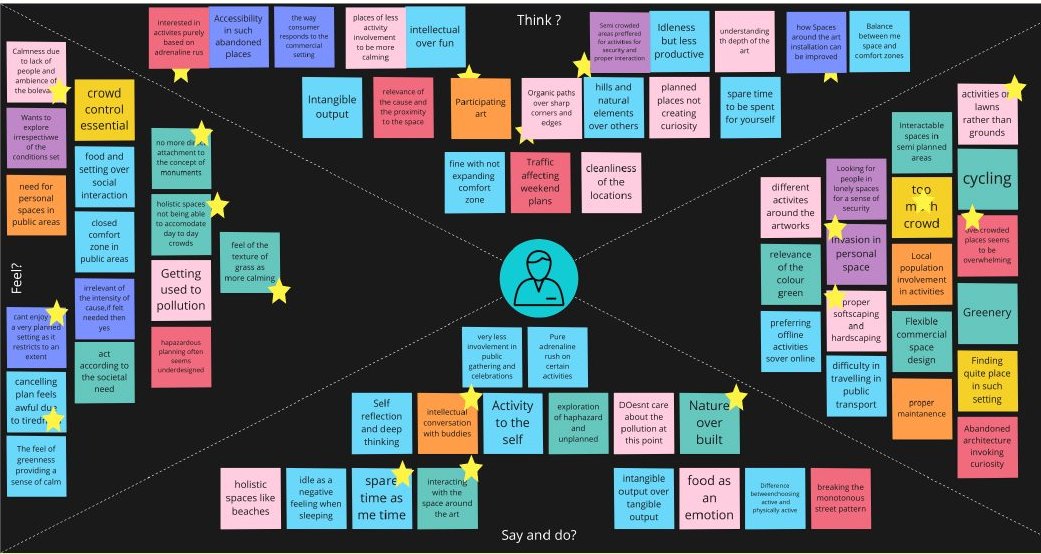 Think ?
interested in
activities purely
based on
adrenaline rus
Accessibility
in such
abandoned
places
the way
consumer
responds to the
commercial
setting
places of less
activity
involvement
to be more
calming
intellectual
over fun
Semi crowded
areas preffered
for activities for
security and
proper interaction
Idleness
but less
productive
understanding
th depth of the
art
how Spaces
around the art
installation can
be improved
Balance
between me
space and
comfort zones
Intangible
output
relevance of
the cause and
the proximity
to the space
Participating
art
Organic paths
over sharp
corners and
edges
hills and
natural
elements
over others
planned
places not
creating
curiosity
spare time
to be spent
for yourself
fine with not
expanding
comfort
zone
Traffic
affecting
weekend
plans
cleanliness
of the
locations
Feel?
Calmness due
to lack of
people and
ambience of
the boleva
crowd
control
essential
Wants to
explore
irrespectivwe
of the
conditions set
food and
setting over
social
interaction
no more di
attachment to
the concept of
monuments
need for
personal
spaces in
public areas
closed
comfort
zone in
public areas
holistic spaces
not being able
to accomodate
day to day
crowds
feel of the
texture of
grass as
more calming
Getting
used to
pollution
irrelevant of
the intensity of
cause,if felt
needed then
yes
cant enjoy
a very planned
setting as it
restricts to an
extent
act
according to
the societal
need
hapazardous
planning often
seems
underdesigned
cancelling
plan feels
awful due
to tired
The feel of
greenness
providing a
sense of calm
activities on
lawns
rather than
grounds
Interactable
spaces in
semi planned
areas
cycling
Looking for
people in
lonely spaces
for a sense of
security
different
activites
around the
artworks
too
much
crowd
overcrowded
places seems
to be
overwhelming
invasion in
personal
space
relevance
of the
colour
green
Local
population
involvement
in activities
Greenery
proper
softscaping
and
hardscaping
preferring
offline
activities
sover online
Flexible
commercial
space
design
Finding
quite place
in such
setting
difficulty in
travelling in
public
transport
proper
maintanence
Abandoned
architecture
invoking
curiosity
very less
involvement in
public
gathering and
celebrations
Pure
adrenaline
rush on
certain
activities
Self
reflection
and deep
thinking
intellectual
conversation
with buddies
Activity
to the
self
exploration
of haphazard
and
unplanned
DOesnt care
about the
pollution at
this point
Nature
over
built
holistic
spaces like
beaches
idle as a
negative
feeling when
sleeping
spare
time as
me time
interacting
with the
space around
the art
intangible
output over
tangible
output
food as
an
emotion
Difference
betweenchoosing
active and
physically active
breaking the
monotonous
street pattern
Say and do?